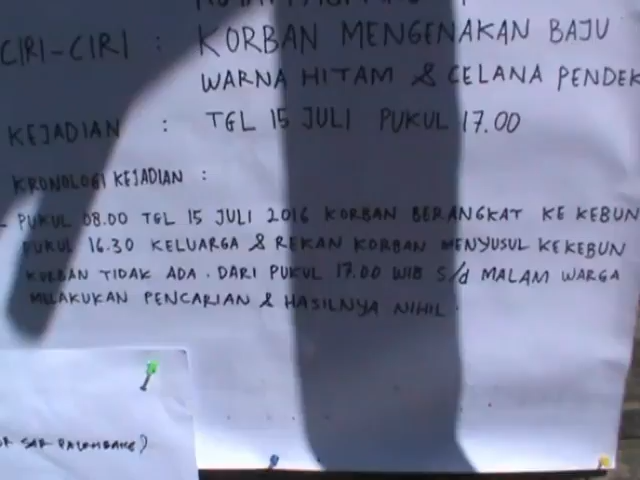 CIRI-CIRI : KORBAN MENGENAKAN BAJU
WARNA HITAM & CELANA PENDEK
KEJADIAN : TGL 15 JULI PUKUL 17.00
KRONOLOGI KEJADIAN :
- PUKUL 08.00 TGL 15 JULI 2016 KORBAN BERANGKAT KE KEBUN
PUKUL 16.30 KELUARGA & REKAN KORBAN MENYUSUL KEKEBUN
KORBAN TIDAK ADA. DARI PUKUL 17.00 WIB S/d MALAM WARGA
MELAKUKAN PENCARIAN & HASILNYA NIHIL.
SAR PALEMBANG)